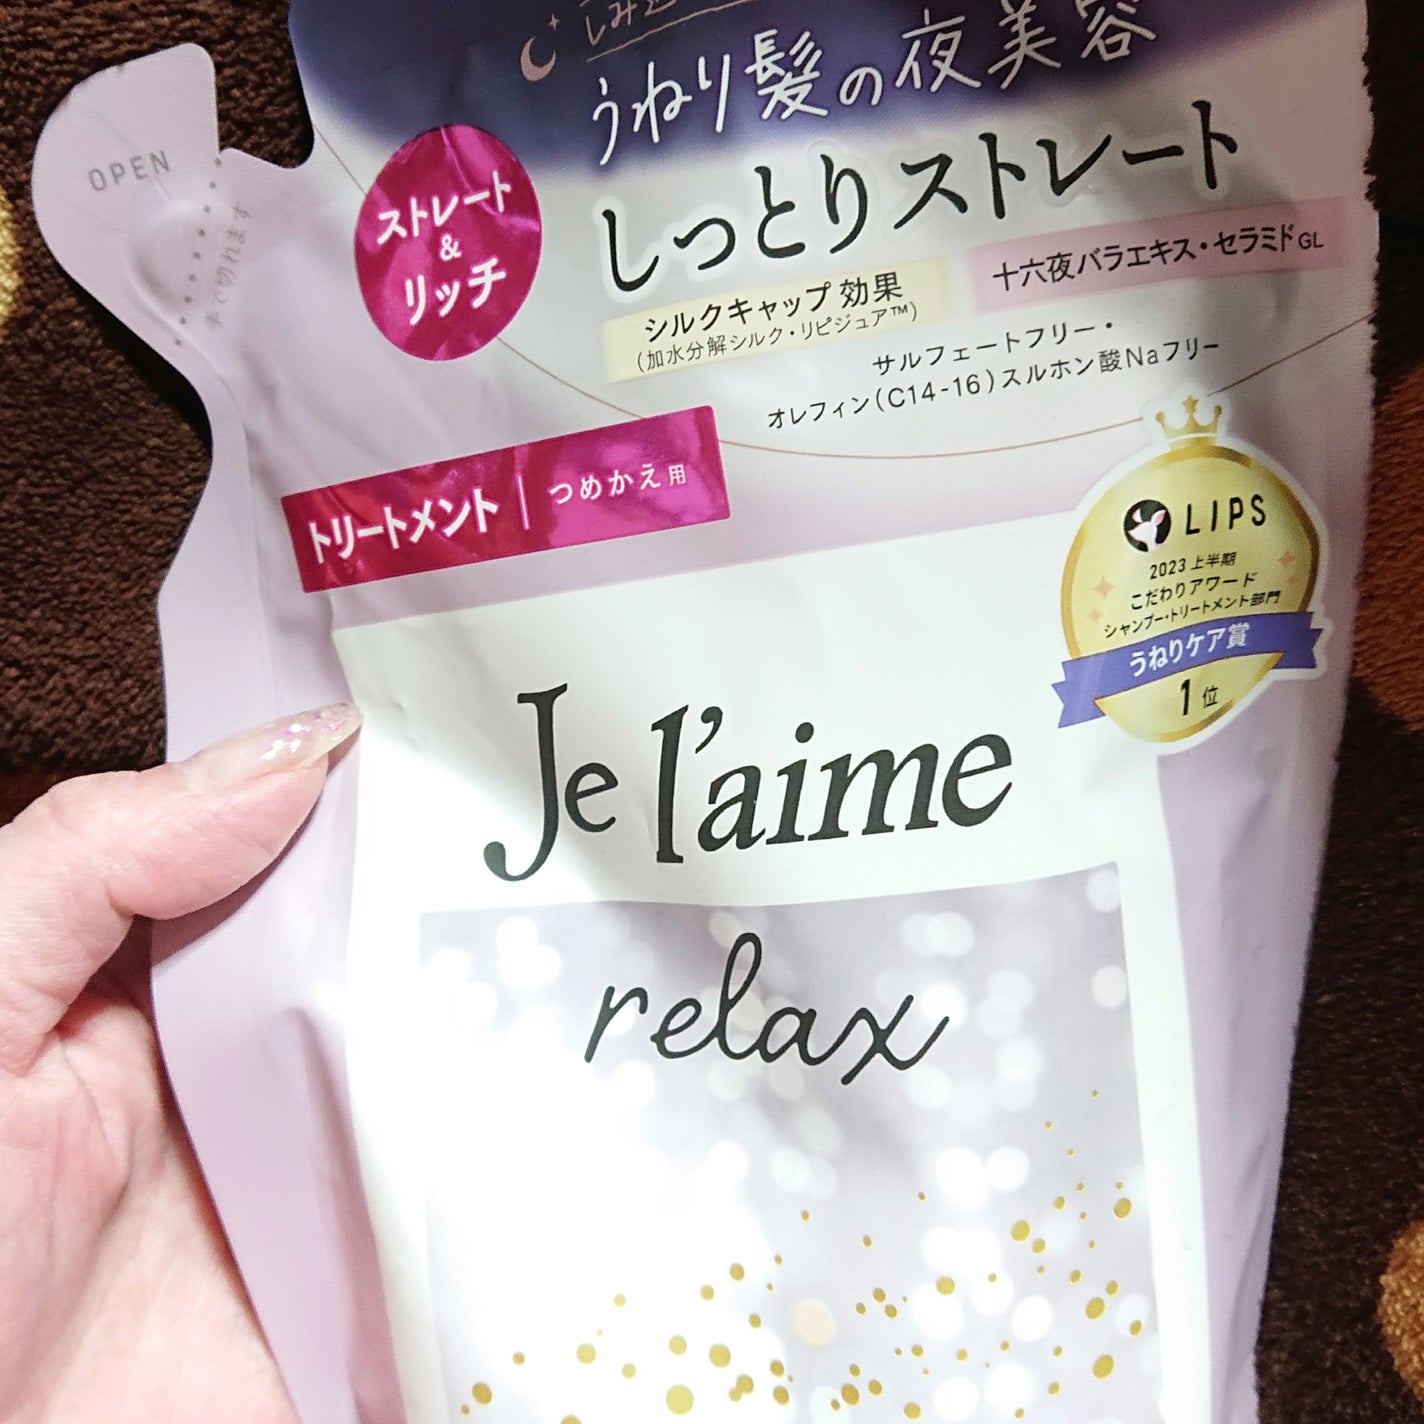 うねり髪の夜美容
しっとりストレート
ストレート
&
リッチ
シルクキャップ効果
(加水分解シルク・リピジュア™)
十六夜バラエキス・セラミドGL
サルフェートフリー・
オレフィン(C14-16)スルホン酸Naフリー
OPEN
手で切れます
トリートメント | つめかえ用
LIPS
2023 上半期
こだわりアワード
シャンプー・トリートメント部門
うねりケア賞
1位
Je l'aime
relax